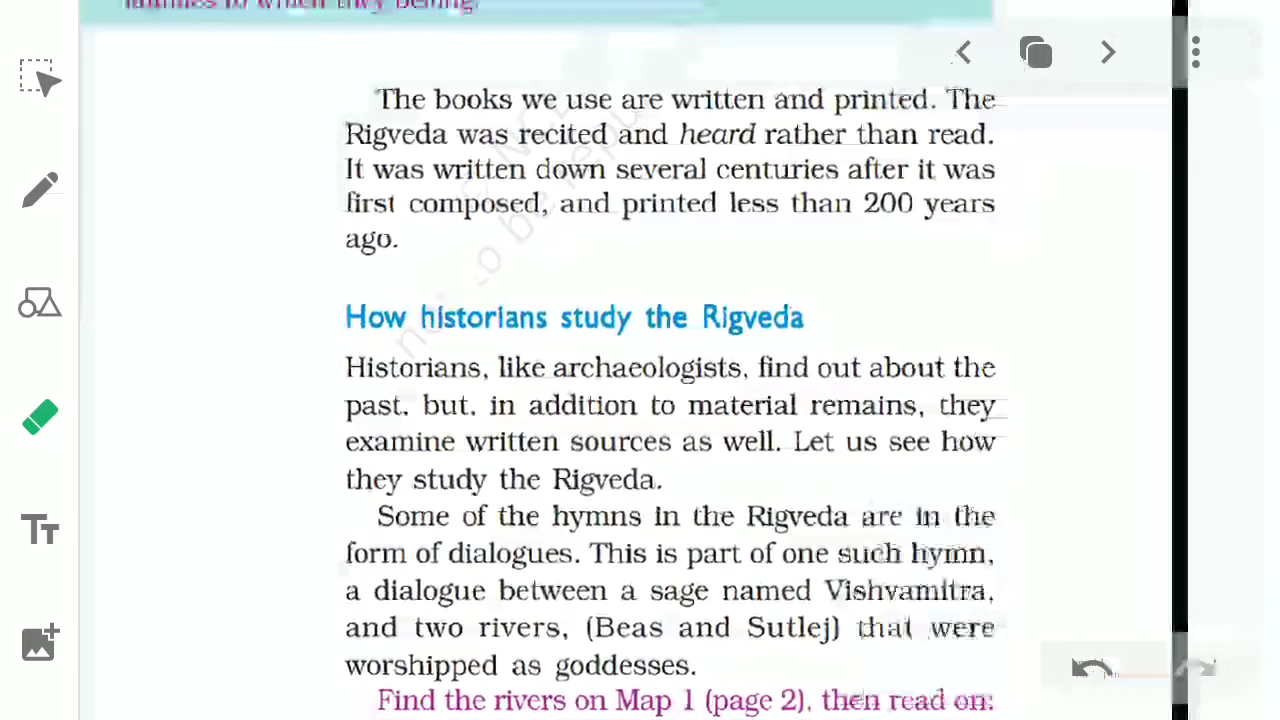 families to which they belong.
The books we use are written and printed. The
Rigveda was recited and heard rather than read.
It was written down several centuries after it was
first composed, and printed less than 200 years
ago.
How historians study the Rigveda
Historians, like archaeologists, find out about the
past, but, in addition to material remains, they
examine written sources as well. Let us see how
they study the Rigveda.
Some of the hymns in the Rigveda are in the
form of dialogues. This is part of one such hymn,
a dialogue between a sage named Vishvamitra,
and two rivers, (Beas and Sutlej) that were
worshipped as goddesses.
Find the rivers on Map 1 (page 2), then read on:
Tт